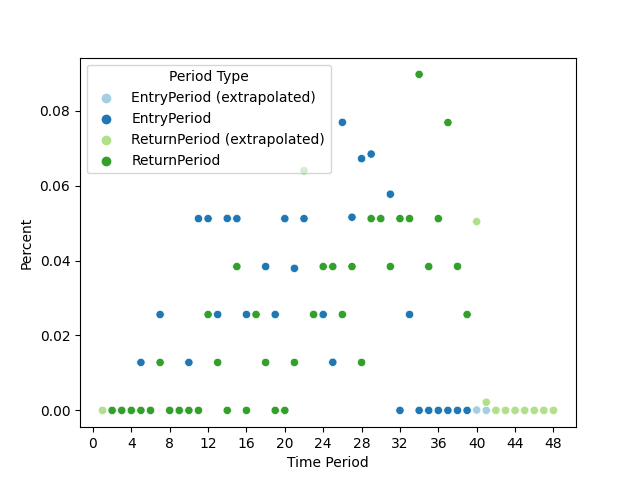 Period Type
EntryPeriod (extrapolated)
EntryPeriod
ReturnPeriod (extrapolated)
ReturnPeriod
0.08
0.06
0.04
0.02
0.00
Percent
0 4 8 12 16 20 24 28 32 36 40 44 48
Time Period